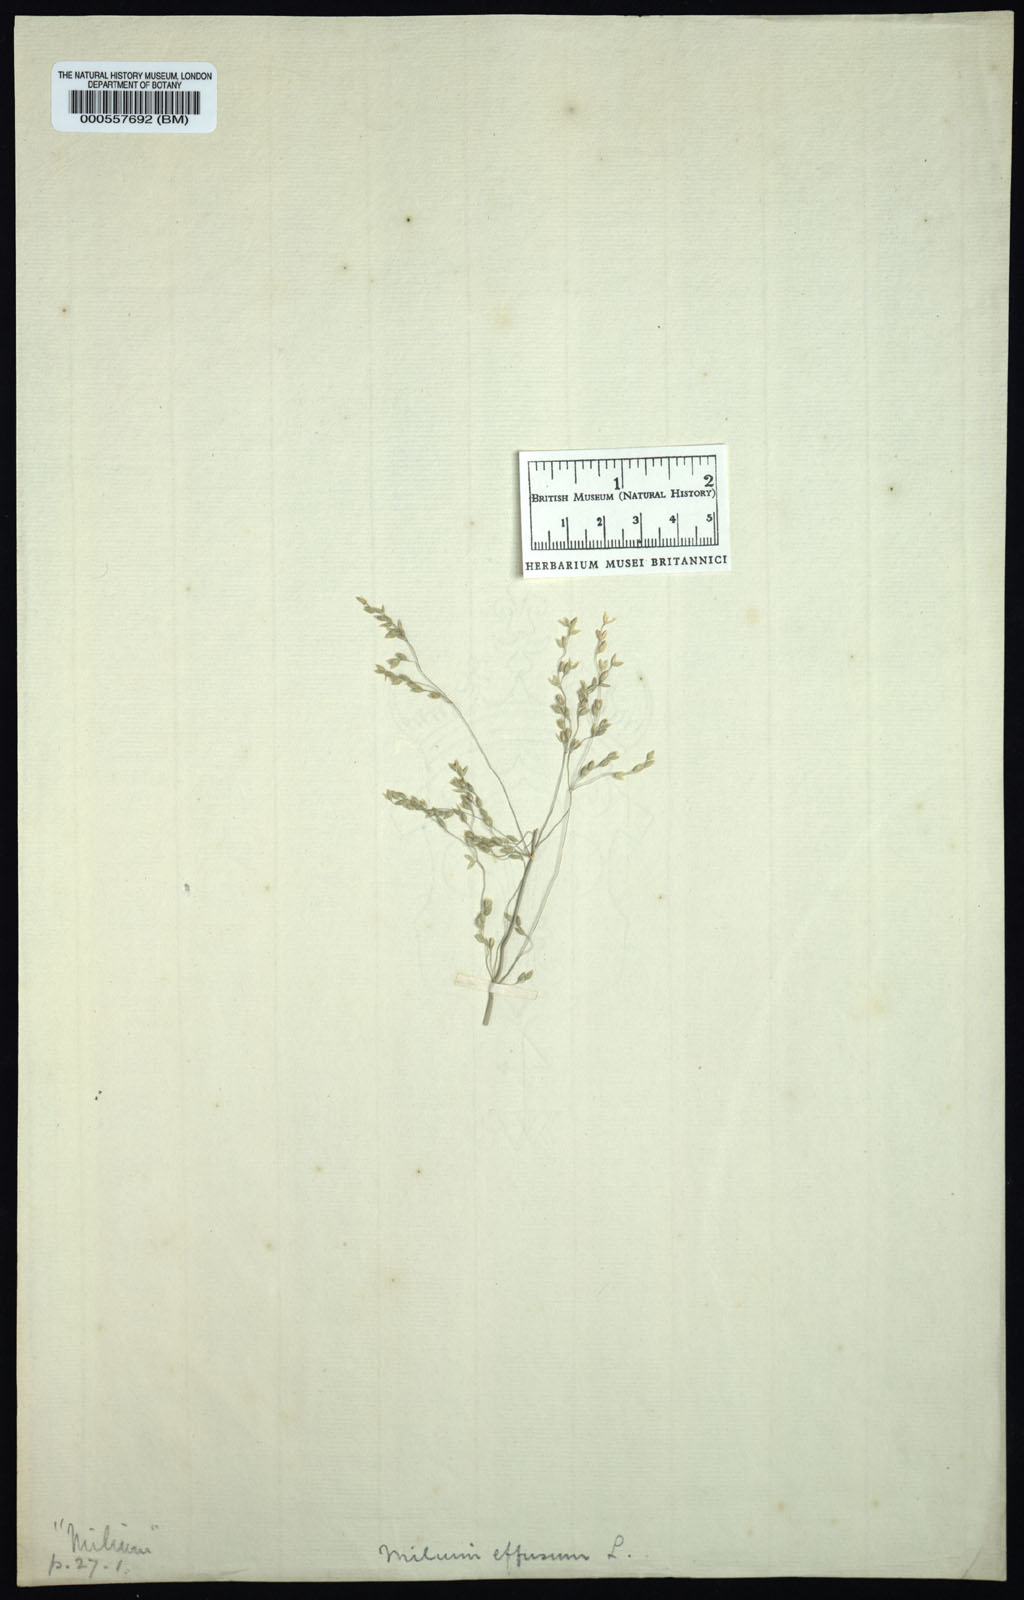 THE NATURAL HISTORY MUSEUM, LONDON
DEPARTMENT OF BOTANY
000557692 (BM)
1 2
BRITISH MUSEUM (NATURAL HISTORY)
1 2 3 4 5
HERBARIUM MUSEI BRITANNICI
"Milium"
p. 27. 1.
Milium effusum L.